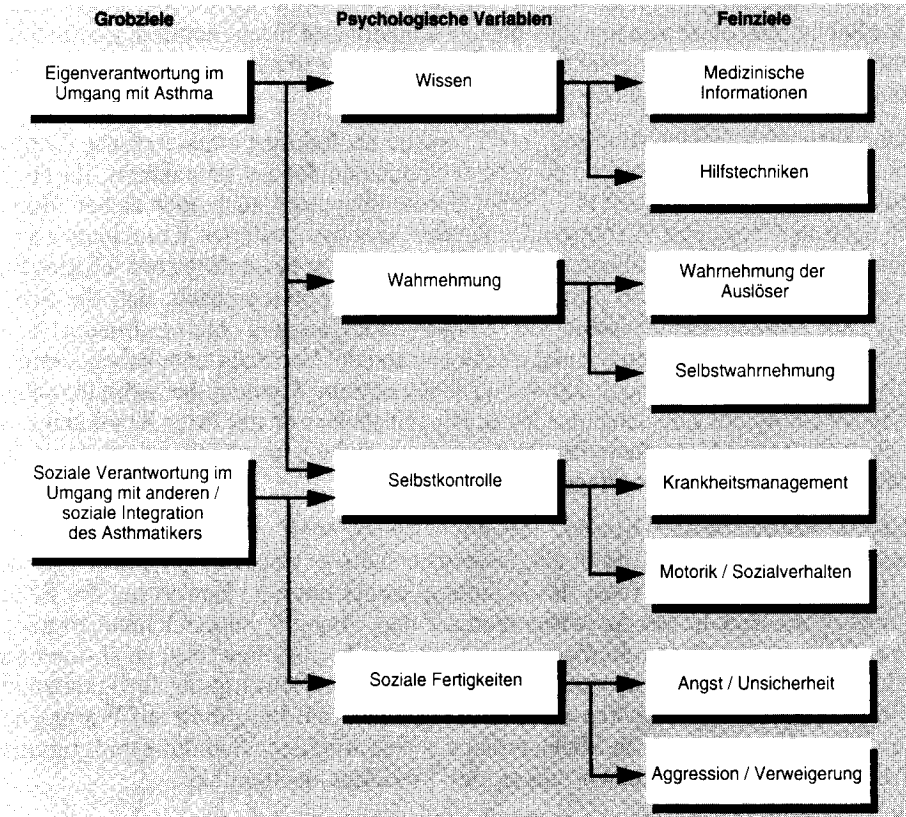 Grobziele
Psychologische Variablen
Feinziele
Eigenverantwortung im
Umgang mit Asthma
Wissen
Medizinische
Informationen
Hilfstechniken
Wahrnehmung
Wahrnehmung der
Auslöser
Selbstwahrnehmung
Soziale Verantwortung im
Umgang mit anderen /
soziale Integration
des Asthmatikers
Selbstkontrolle
Krankheitsmanagement
Motorik / Sozialverhalten
Soziale Fertigkeiten
Angst / Unsicherheit
Aggression / Verweigerung